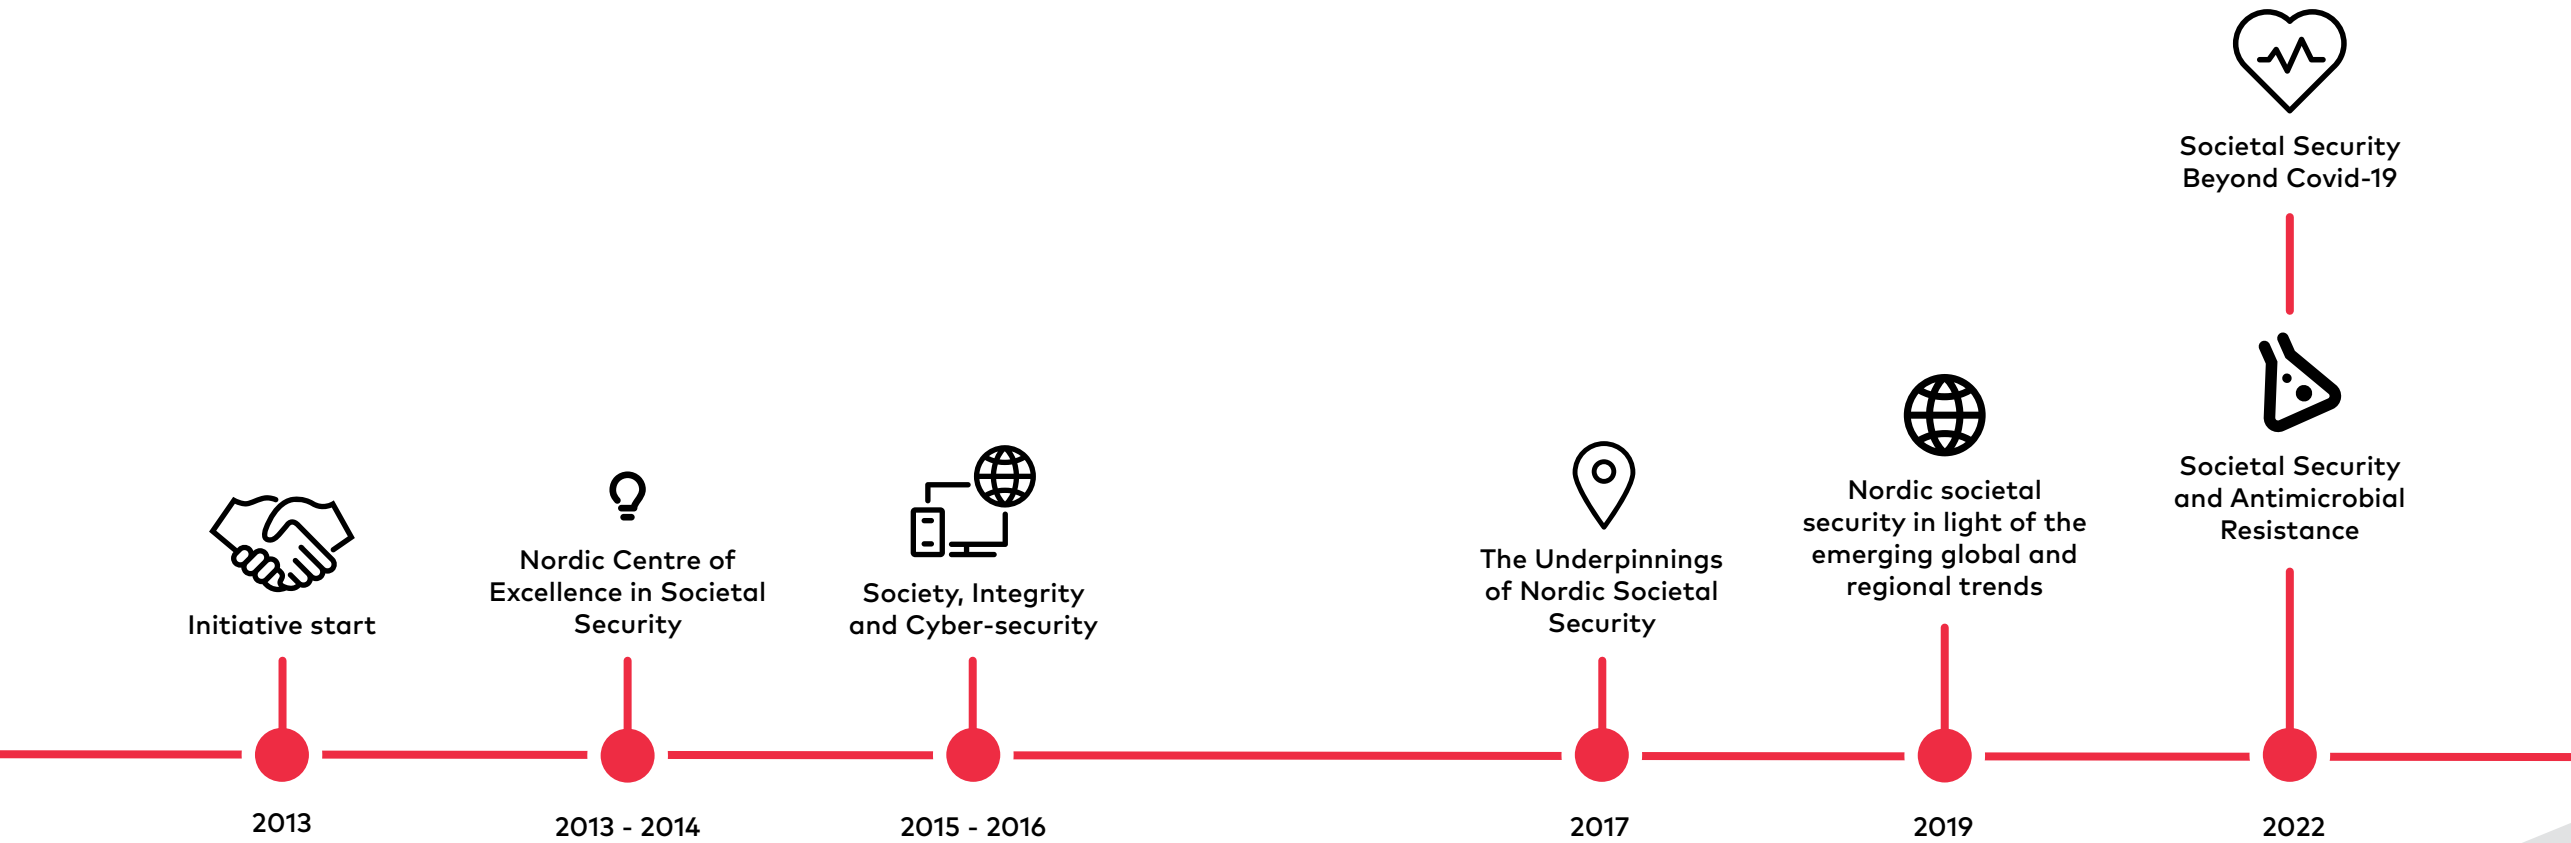 Initiative start
2013
Nordic Centre of
Excellence in Societal
Security
2013 - 2014
Society, Integrity
and Cyber-security
2015 - 2016
The Underpinnings
of Nordic Societal
Security
2017
Nordic societal
security in light of the
emerging global and
regional trends
2019
Societal Security
Beyond Covid-19
Societal Security
and Antimicrobial
Resistance
2022